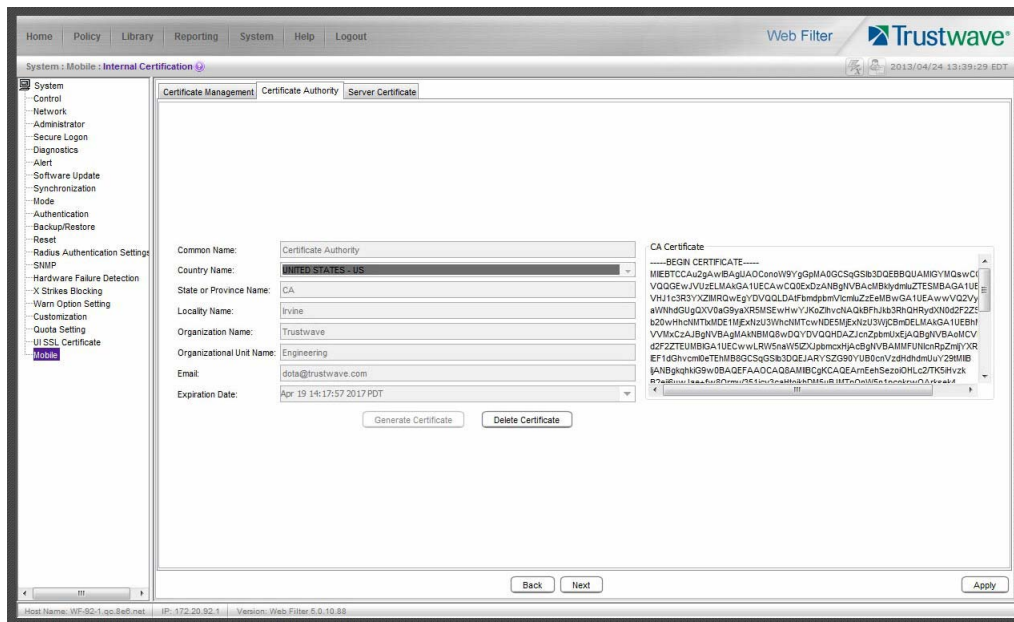 Home Policy Library Reporting System Help Logout
Web Filter Trustwave®
System : Mobile : Internal Certification
2013/04/24 13:39:29 EDT
System
Control
Network
Administrator
Secure Logon
Diagnostics
Alert
Software Update
Synchronization
Mode
Authentication
Backup/Restore
Reset
Radius Authentication Settings
SNMP
Hardware Failure Detection
X Strikes Blocking
Warn Option Setting
Customization
Quota Setting
UI SSL Certificate
Mobile
Certificate Management Certificate Authority Server Certificate
Common Name: Certificate Authority
Country Name: UNITED STATES - US
State or Province Name: CA
Locality Name: Irvine
Organization Name: Trustwave
Organizational Unit Name: Engineering
Email: dota@trustwave.com
Expiration Date: Apr 19 14:17:57 2017 PDT
Generate Certificate Delete Certificate
CA Certificate
-----BEGIN CERTIFICATE-----
Back Next
Apply
Host Name: WF-92-1.qc.8e6.net IP: 172.20.92.1 Version: Web Filter 5.0.10.88